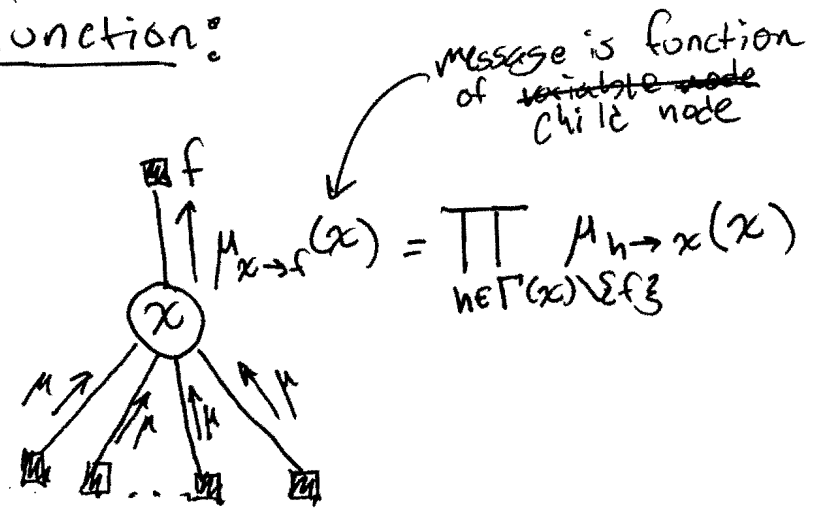 unction:
message is function
of variable node
child node
f
μx→f(x) = ∏ μh→x(x)
h∈Γ(x)\{f}
x
μ μ μ μ
...